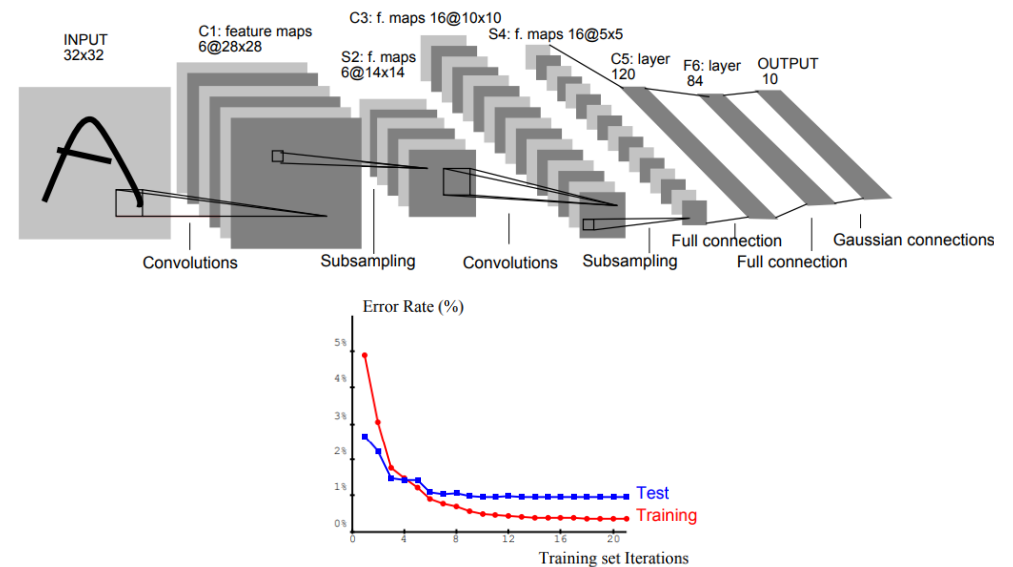 INPUT
32x32
C1: feature maps
6@28x28
S2: f. maps
6@14x14
C3: f. maps 16@10x10
S4: f. maps 16@5x5
C5: layer
120
F6: layer
84
OUTPUT
10
Convolutions
Subsampling
Convolutions
Subsampling
Full connection
Full connection
Gaussian connections
Error Rate (%)
5%
4%
3%
2%
1%
1%
0%
0
4
8
12
16
20
Test
Training
Training set Iterations